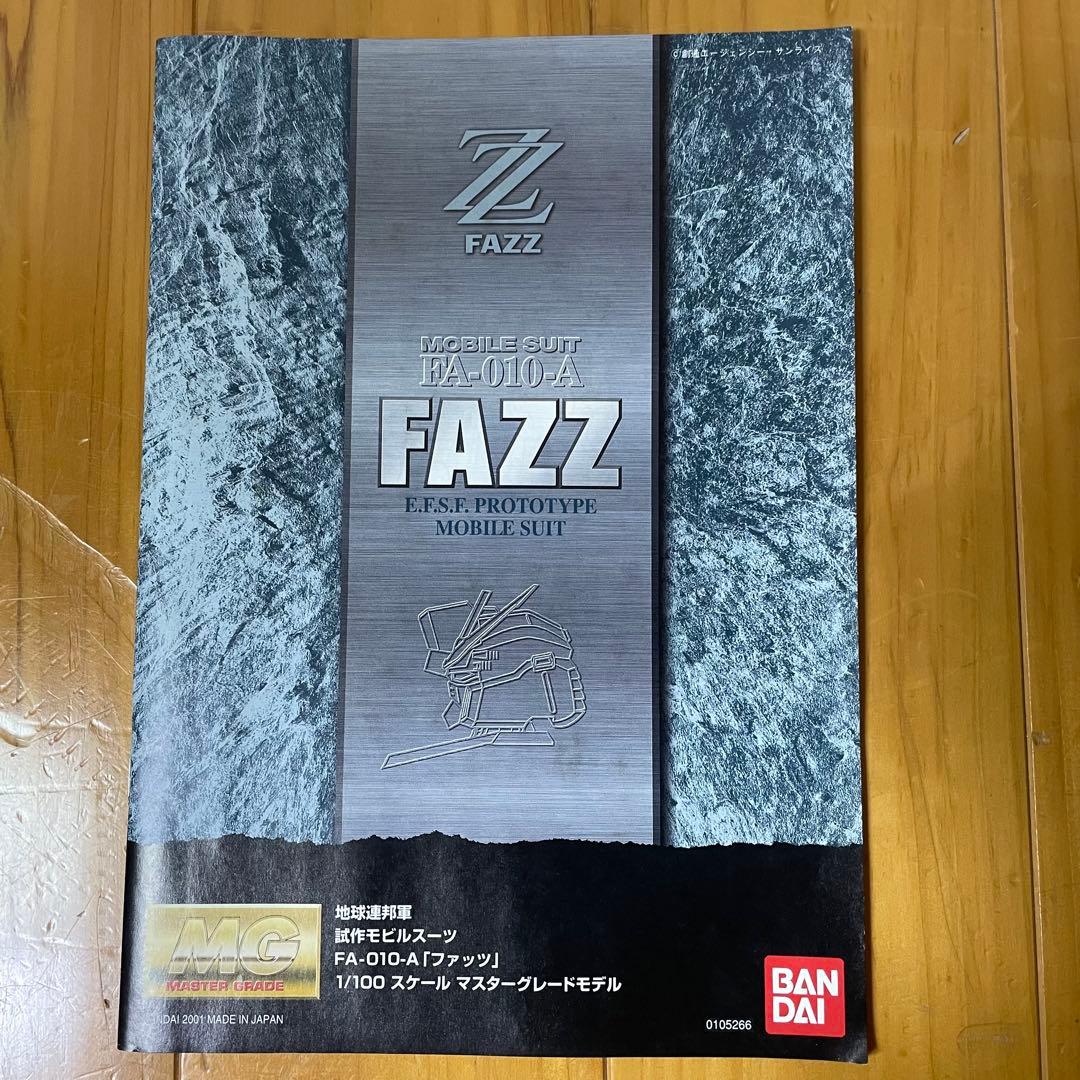 ©創通エージェンシー・サンライズ
ZZ
FAZZ
MOBILE SUIT
FA-010-A
FAZZ
E.F.S.F. PROTOTYPE
MOBILE SUIT
MG
MASTER GRADE
地球連邦軍
試作モビルスーツ
FA-010-A「ファッツ」
1/100 スケール マスターグレードモデル
BAN
DAI
NDAI 2001 MADE IN JAPAN
0105266